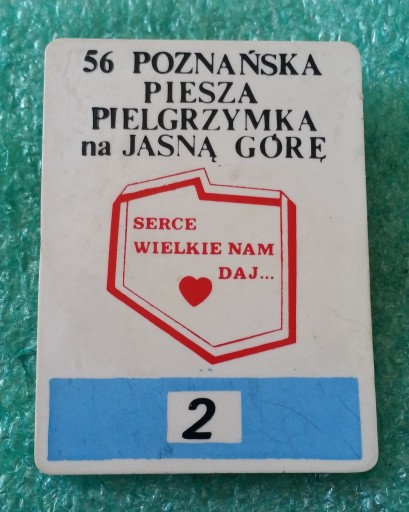 56 POZNAŃSKA
PIESZA
PIELGRZYMKA
na JASNĄ GÓRĘ
SERCE
WIELKIE NAM
DAJ...
2